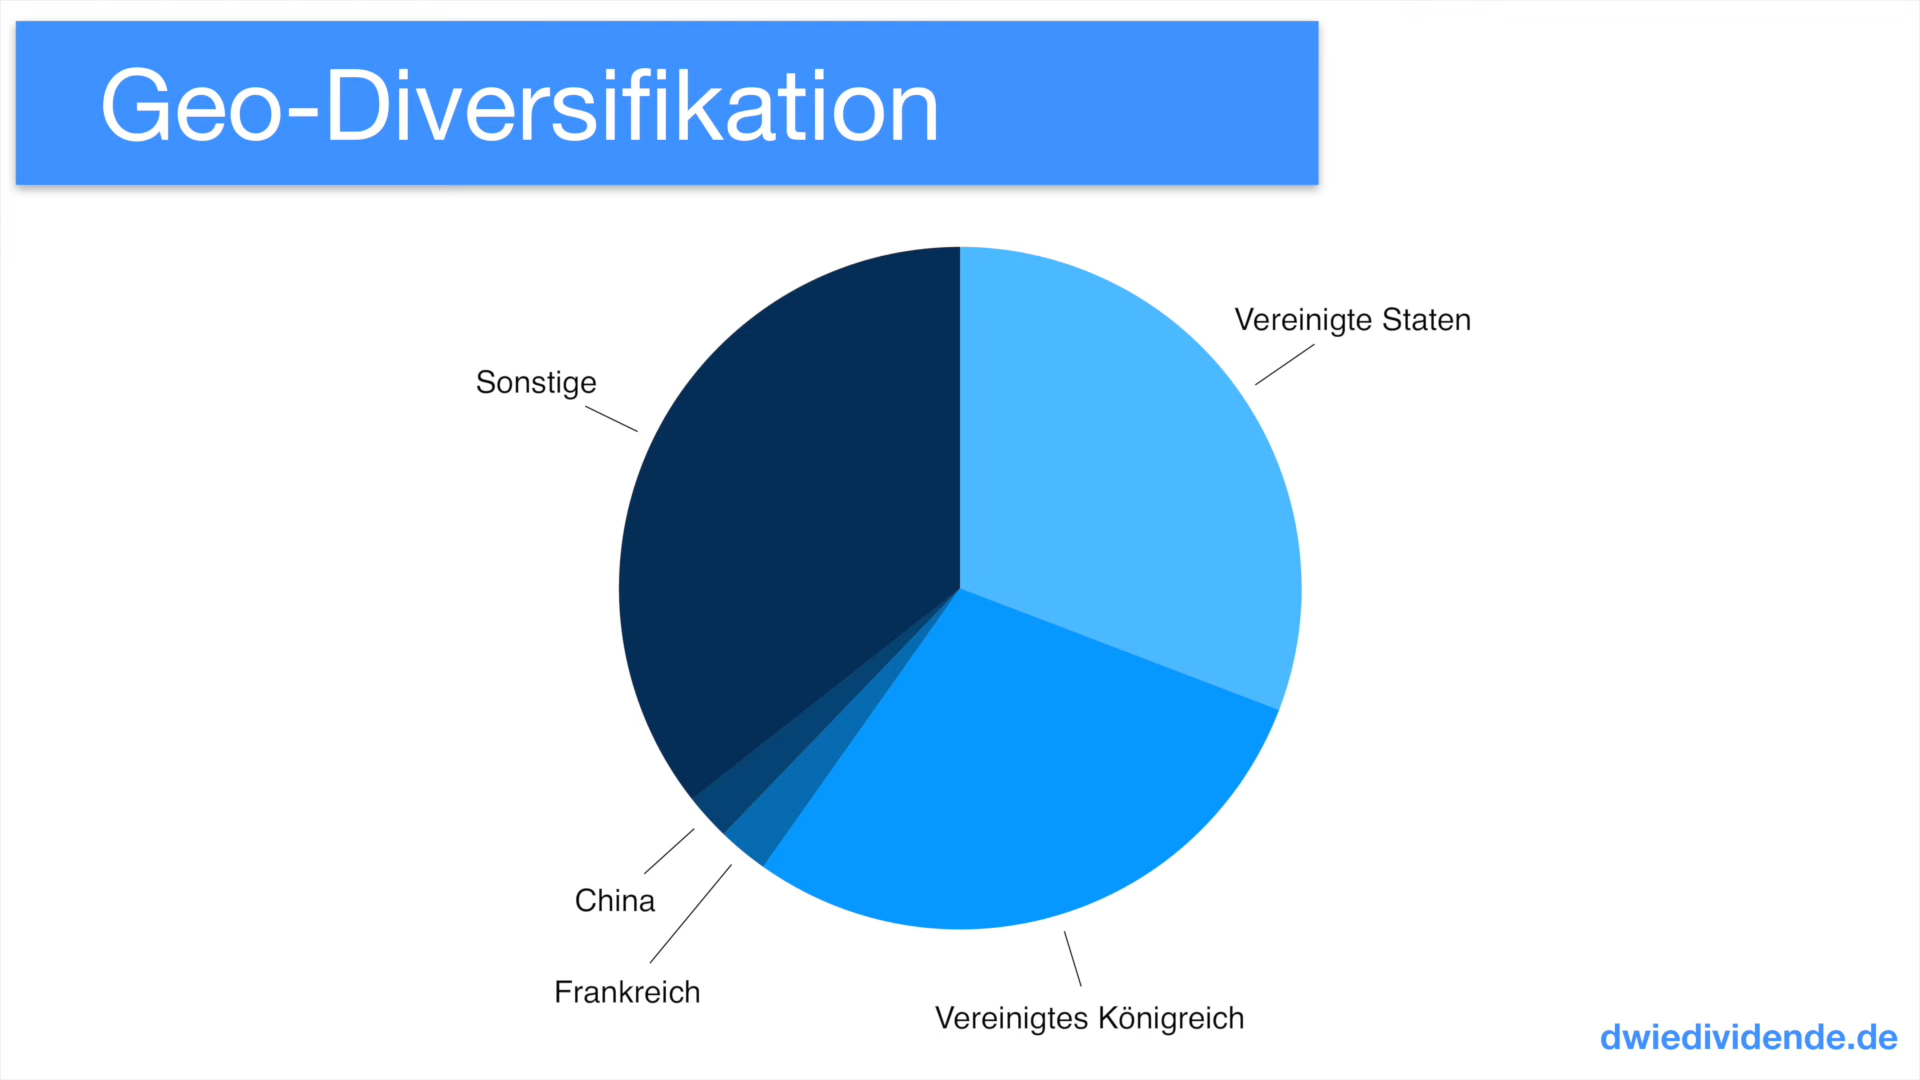 Geo-Diversifikation
Vereinigte Staten
Sonstige
China
Frankreich
Vereinigtes Königreich
dwiedividende.de